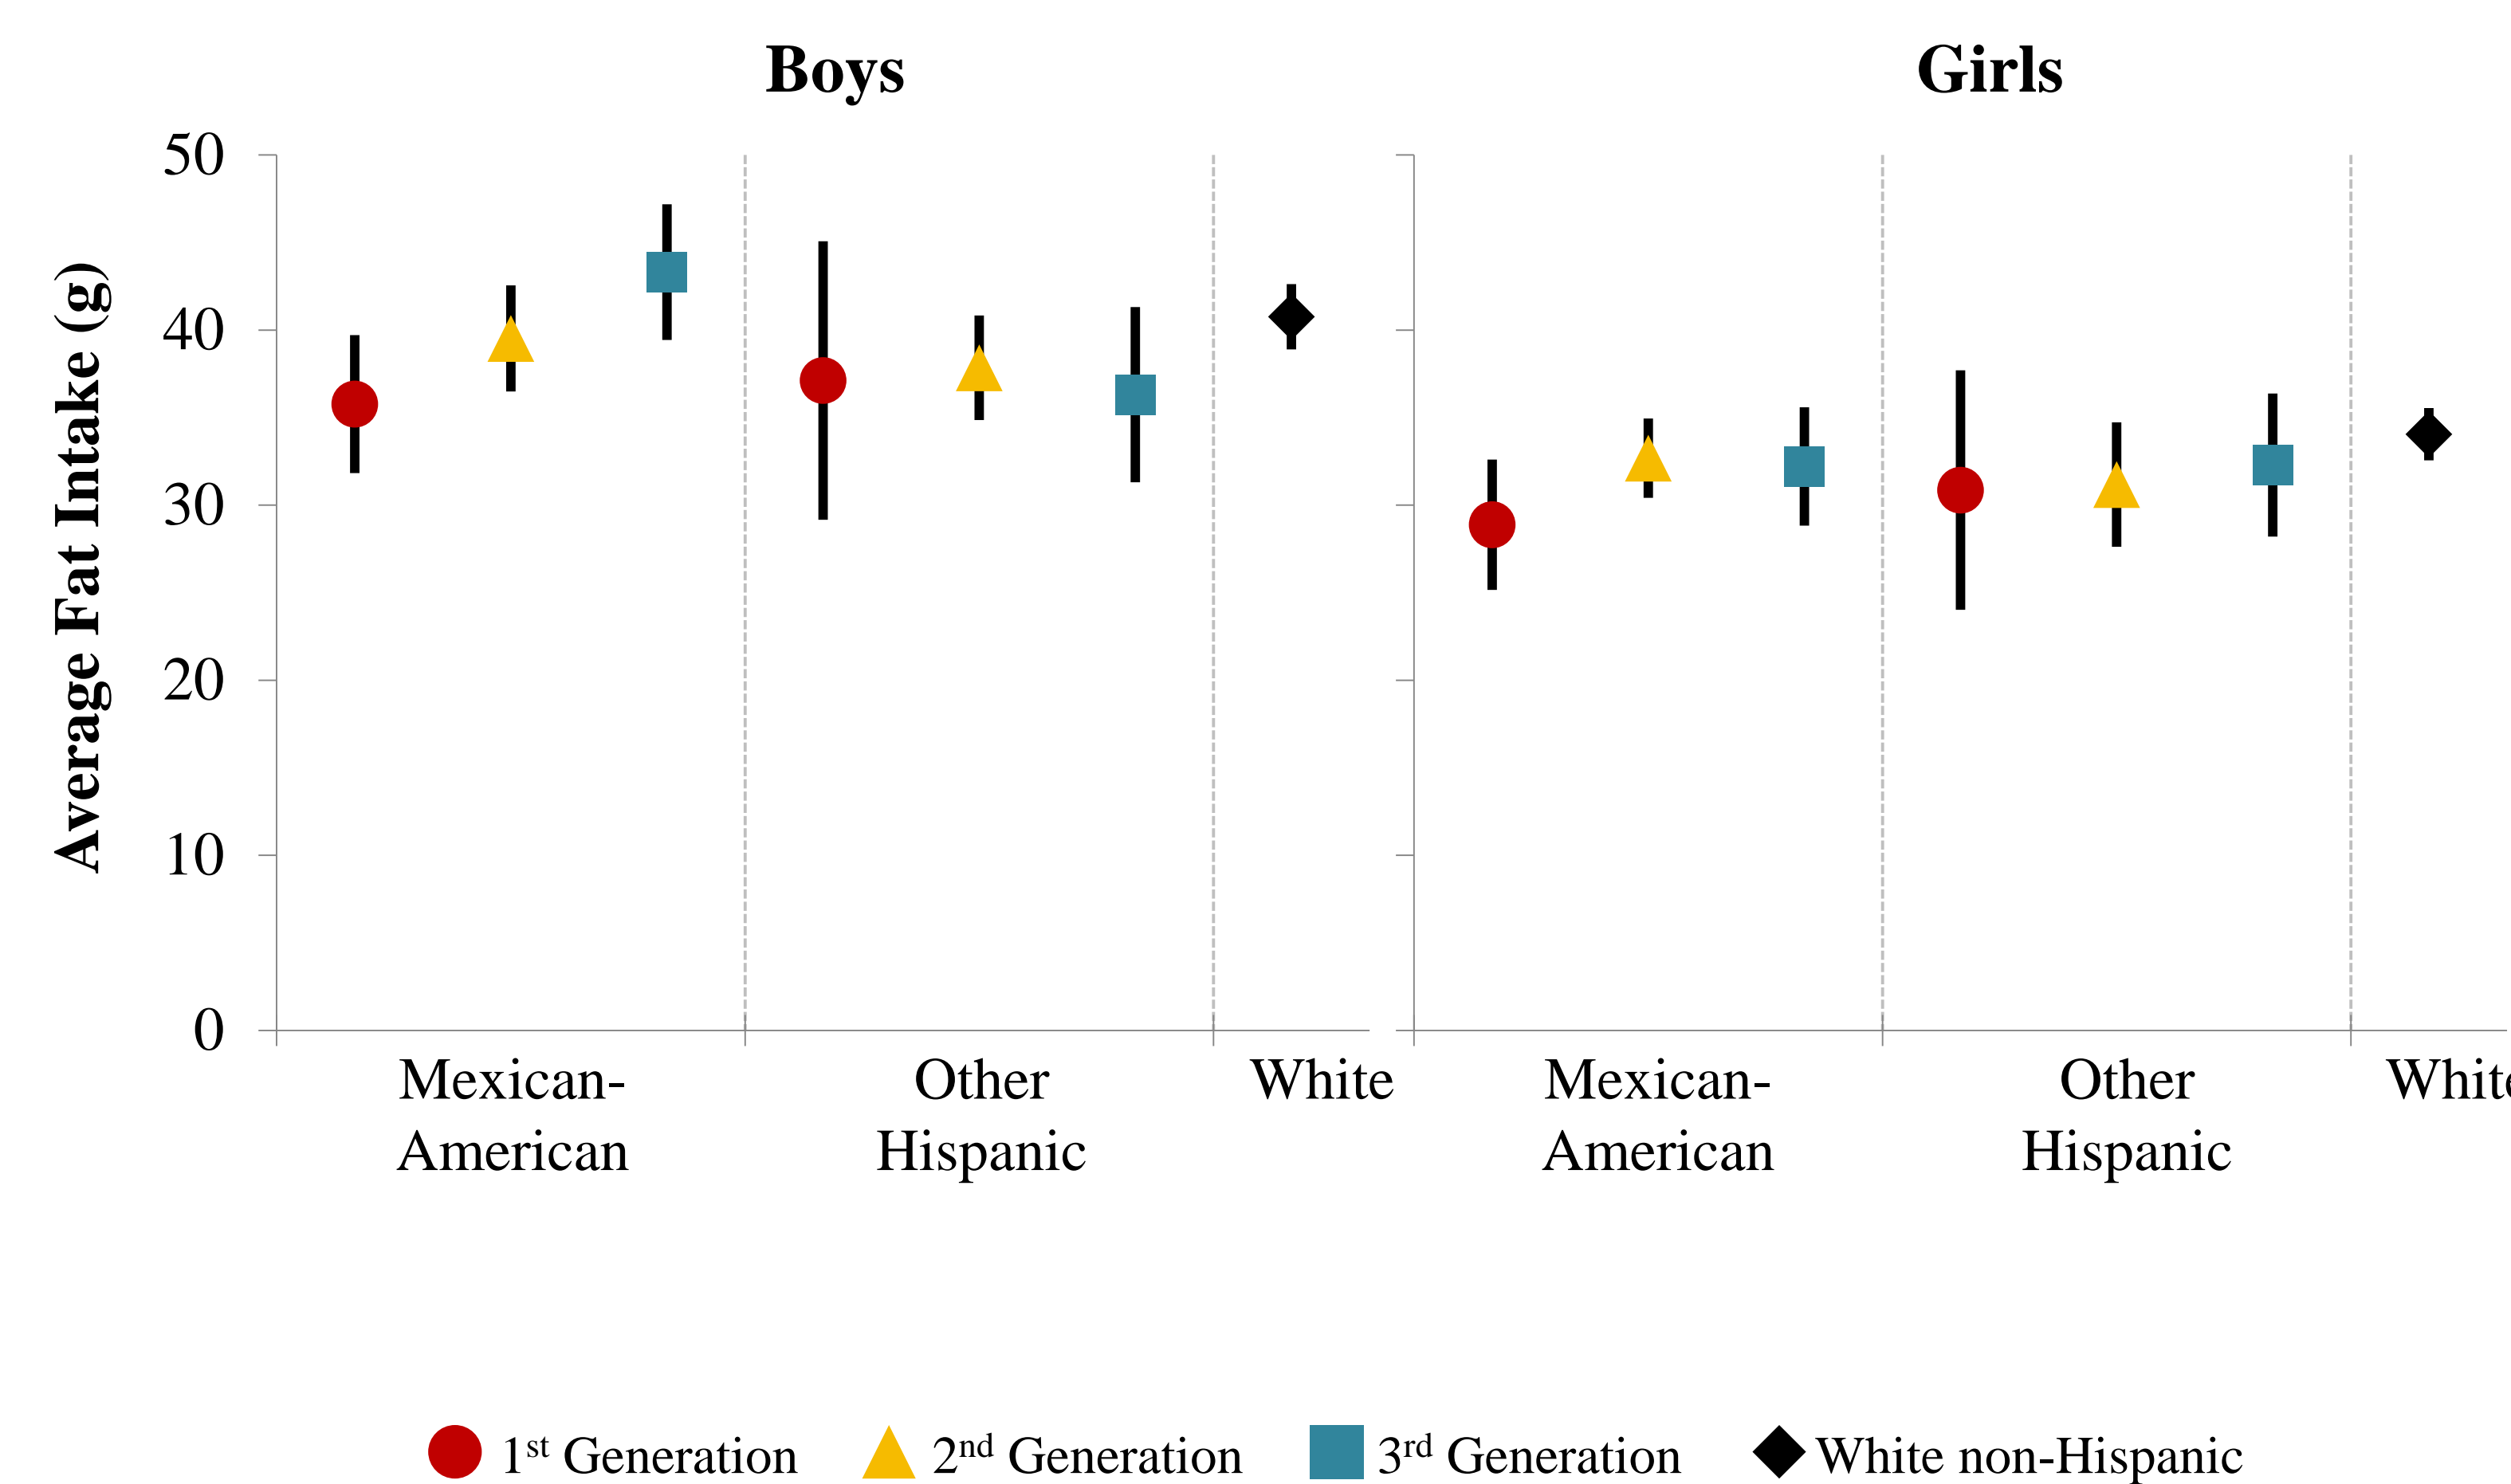 Boys
Girls
Average Fat Intake (g)
50
40
30
20
10
0
Mexican-
American
Other
Hispanic
White
Mexican-
American
Other
Hispanic
White
1st Generation
2nd Generation
3rd Generation
White non-Hispanic